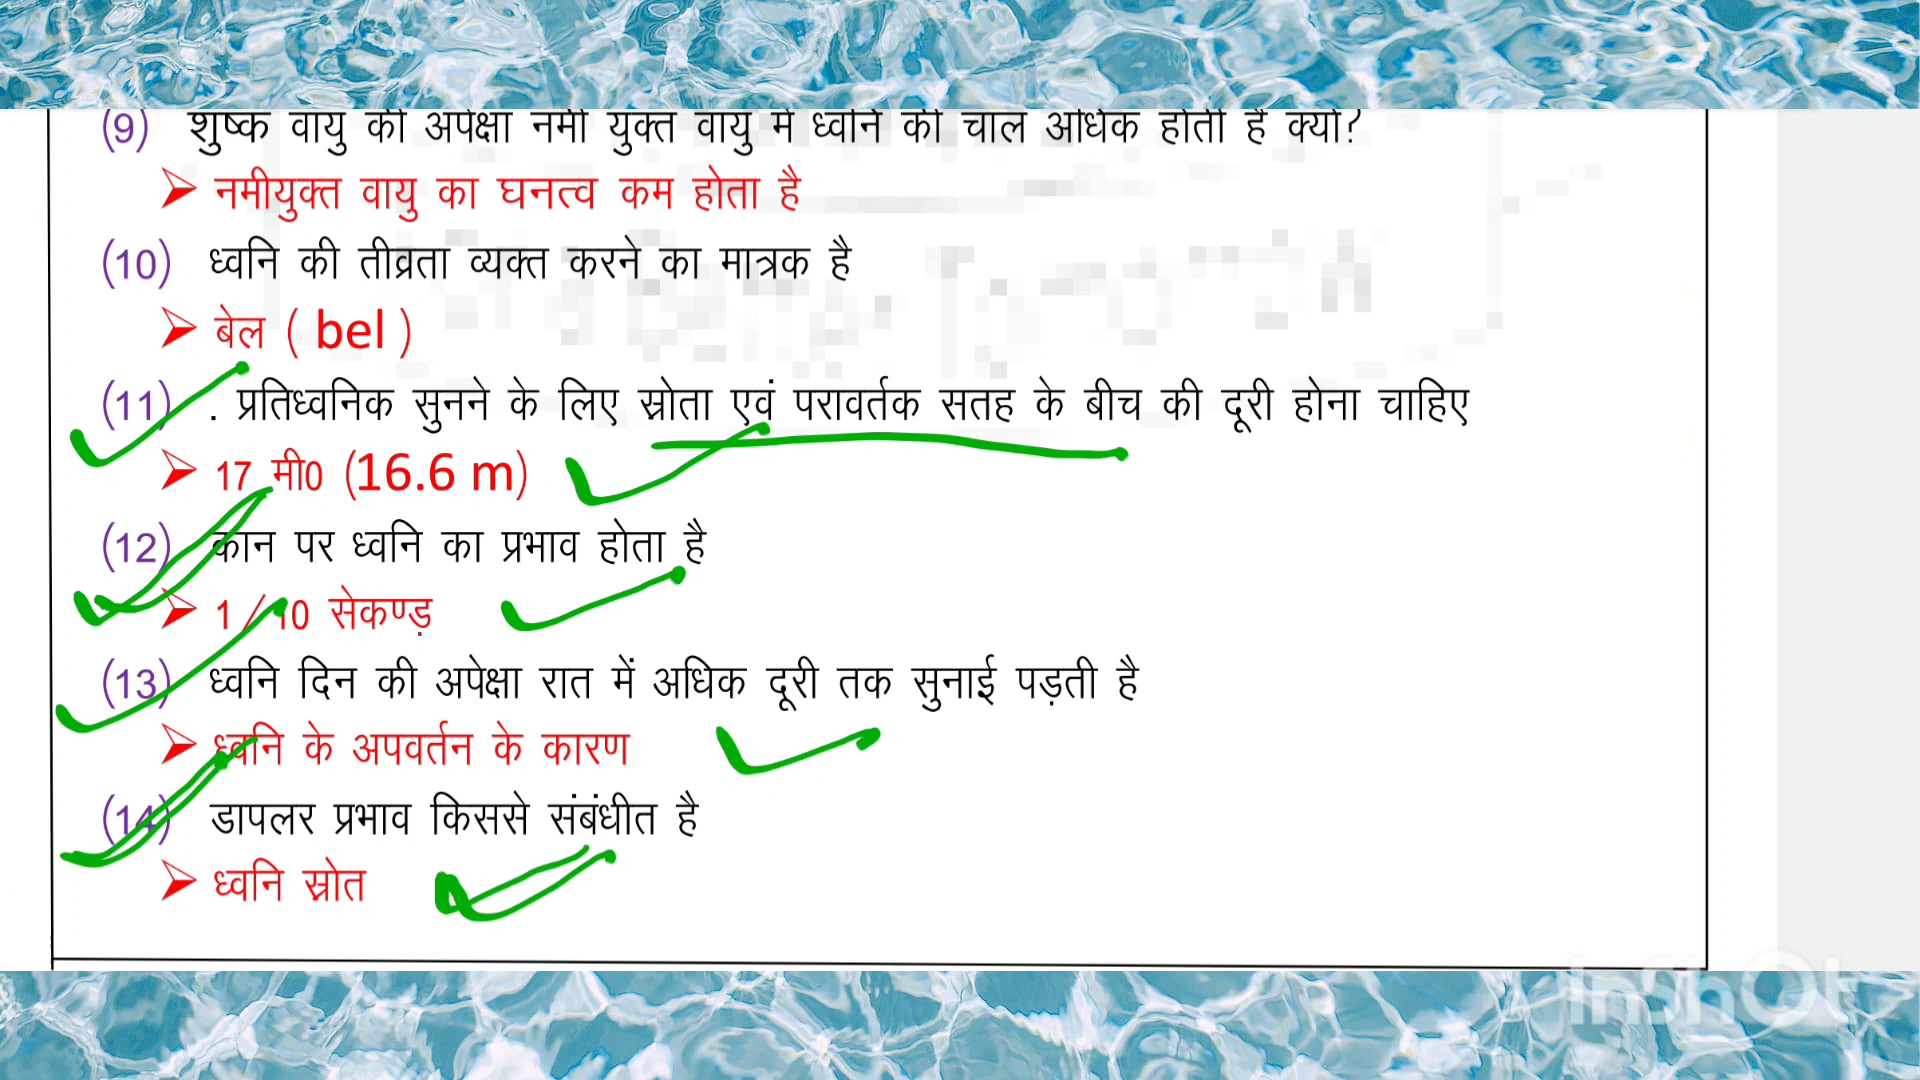 (9) शुष्क वायु की अपेक्षा नमी युक्त वायु में ध्वनि की चाल अधिक होती है क्यों?
➢ नमीयुक्त वायु का घनत्व कम होता है
(10) ध्वनि की तीव्रता व्यक्त करने का मात्रक है
➢ बेल ( bel )
(11) . प्रतिध्वनिक सुनने के लिए स्रोता एवं परावर्तक सतह के बीच की दूरी होना चाहिए
➢ 17 मी0 (16.6 m)
(12) कान पर ध्वनि का प्रभाव होता है
➢ 1 / 10 सेकण्ड़
(13) ध्वनि दिन की अपेक्षा रात में अधिक दूरी तक सुनाई पड़ती है
➢ ध्वनि के अपवर्तन के कारण
(14) डापलर प्रभाव किससे संबंधीत है
➢ ध्वनि स्रोत
InShOt